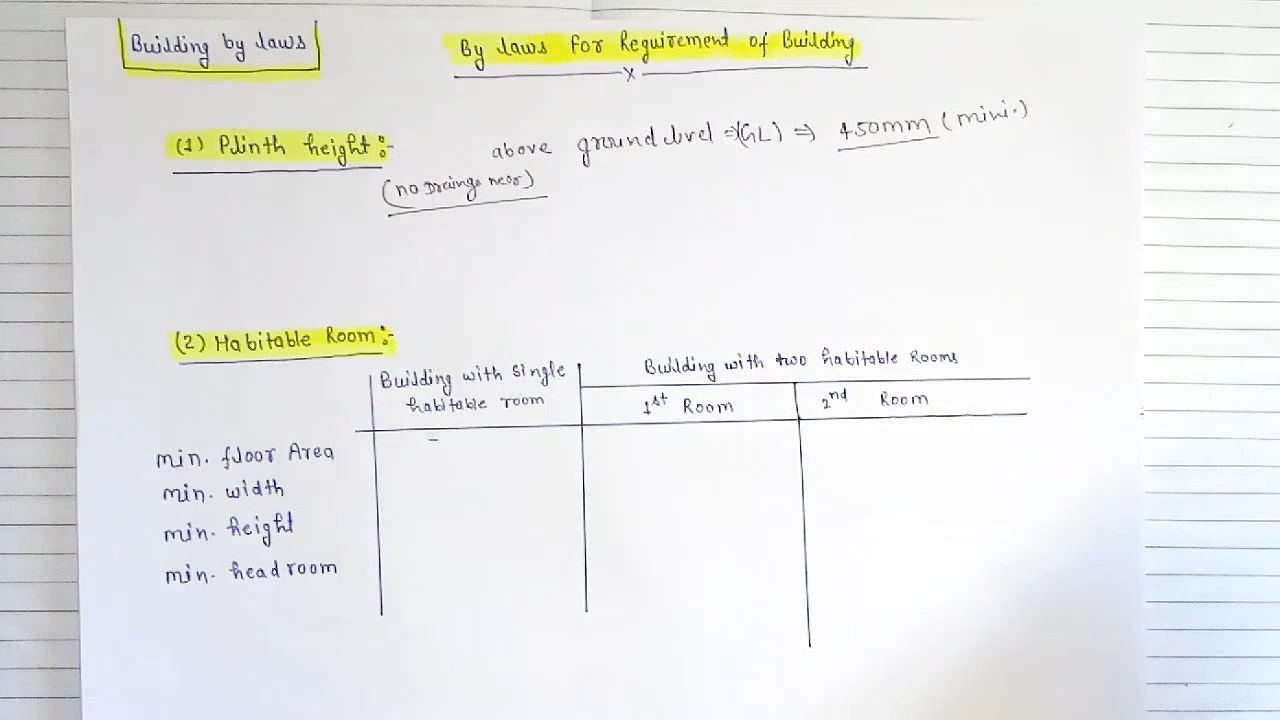 Building by laws
By laws for Requirement of Building
x
(1) Plinth height :-
above ground level ⇒(GL) ⇒ 450mm (mini.)
(no Drainge near)
(2) Habitable Room :-
Building with Single habitable room
Building with two habitable Rooms
1st Room
2nd Room
min. floor Area
min. width
min. height
min. head room